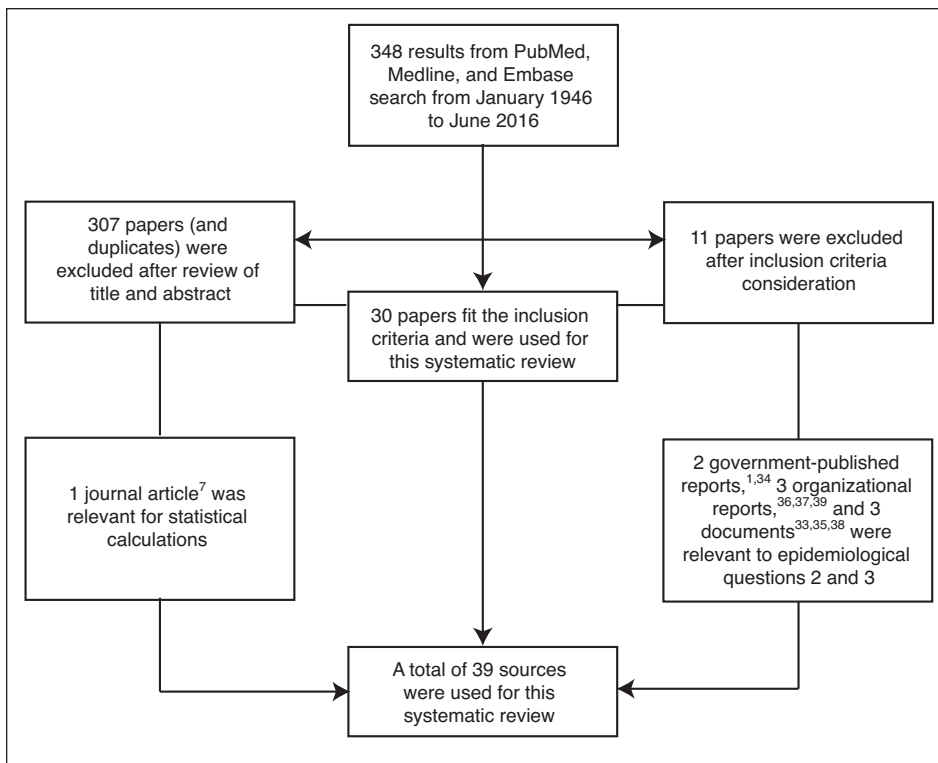 348 results from PubMed,
Medline, and Embase
search from January 1946
to June 2016
307 papers (and
duplicates) were
excluded after review of
title and abstract
11 papers were excluded
after inclusion criteria
consideration
30 papers fit the inclusion
criteria and were used for
this systematic review
1 journal article7 was
relevant for statistical
calculations
2 government-published
reports,1,34 3 organizational
reports,36,37,39 and 3
documents33,35,38 were
relevant to epidemiological
questions 2 and 3
A total of 39 sources
were used for this
systematic review